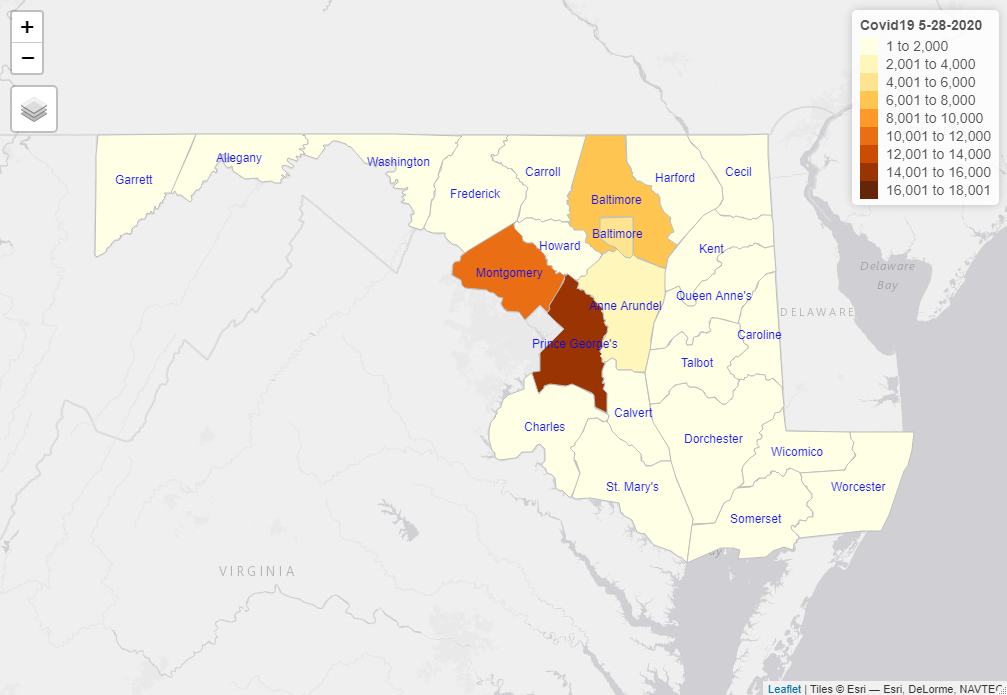 +
−
Covid19 5-28-2020
1 to 2,000
2,001 to 4,000
4,001 to 6,000
6,001 to 8,000
8,001 to 10,000
10,001 to 12,000
12,001 to 14,000
14,001 to 16,000
16,001 to 18,001
Garrett
Allegany
Washington
Frederick
Carroll
Baltimore
Harford
Cecil
Baltimore
Howard
Kent
Montgomery
Anne Arundel
Queen Anne's
Caroline
Prince George's
Talbot
Charles
Calvert
Dorchester
Wicomico
St. Mary's
Worcester
Somerset
Delaware
Bay
DELAWARE
VIRGINIA
Leaflet | Tiles © Esri — Esri, DeLorme, NAVTEQ